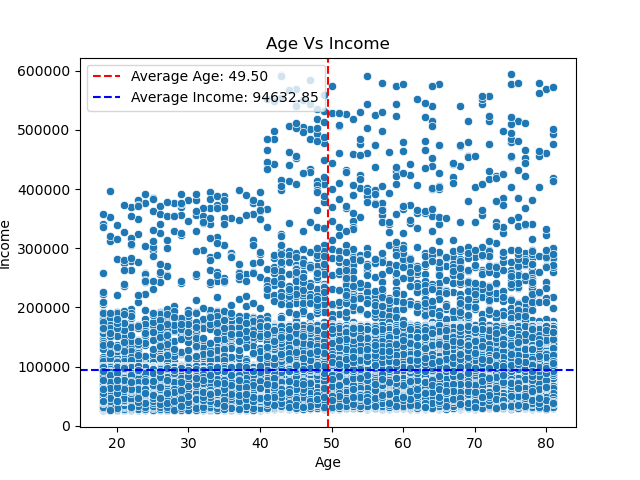 Age Vs Income
Average Age: 49.50
Average Income: 94632.85
600000
500000
400000
300000
200000
100000
0
Income
20 30 40 50 60 70 80
Age